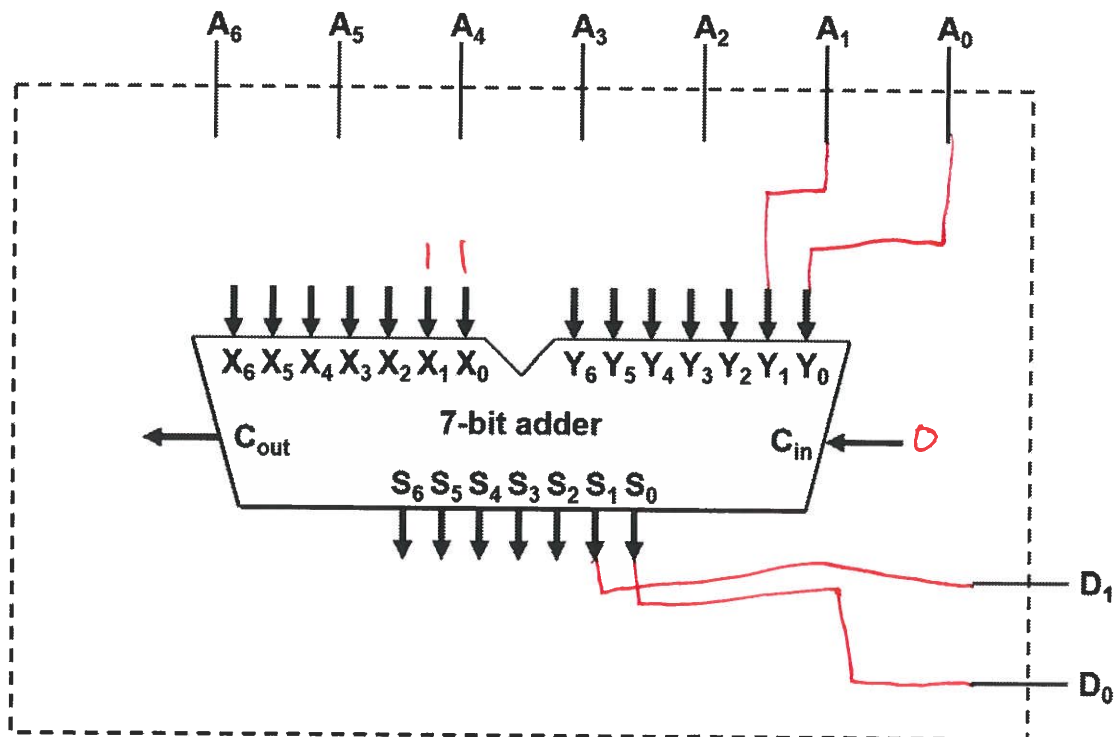 A₆ A₅ A₄ A₃ A₂ A₁ A₀
1 1
X₆ X₅ X₄ X₃ X₂ X₁ X₀ Y₆ Y₅ Y₄ Y₃ Y₂ Y₁ Y₀
7-bit adder
Cout Cin 0
S₆ S₅ S₄ S₃ S₂ S₁ S₀
D₁
D₀